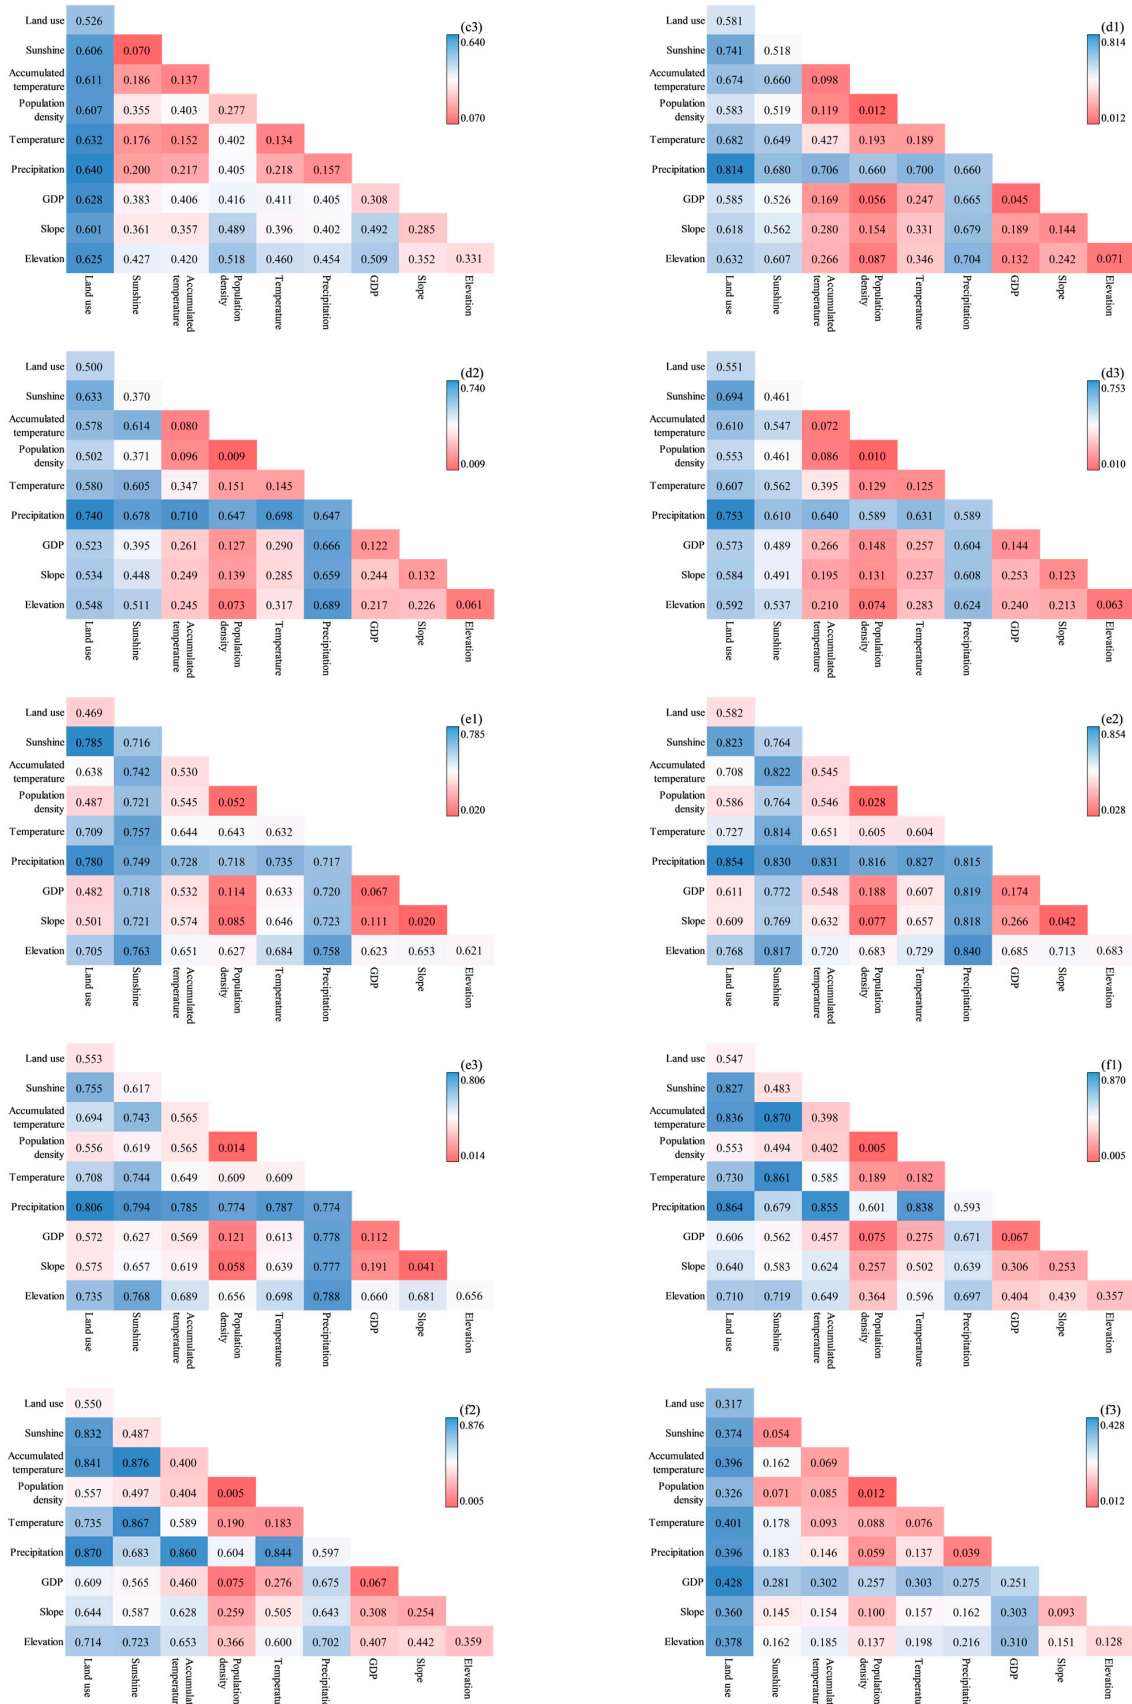 (c3)
0.640
0.070
Land use 0.526
Sunshine 0.606 0.070
Accumulated
temperature 0.611 0.186 0.137
Population
density 0.607 0.355 0.403 0.277
Temperature 0.632 0.176 0.152 0.402 0.134
Precipitation 0.640 0.200 0.217 0.405 0.218 0.157
GDP 0.628 0.383 0.406 0.416 0.411 0.405 0.308
Slope 0.601 0.361 0.357 0.489 0.396 0.402 0.492 0.285
Elevation 0.625 0.427 0.420 0.518 0.460 0.454 0.509 0.352 0.331
Land use
Sunshine
Accumulated
temperature
Population
density
Temperature
Precipitation
GDP
Slope
Elevation
(d1)
0.814
0.012
Land use 0.581
Sunshine 0.741 0.518
Accumulated
temperature 0.674 0.660 0.098
Population
density 0.583 0.519 0.119 0.012
Temperature 0.682 0.649 0.427 0.193 0.189
Precipitation 0.814 0.680 0.706 0.660 0.700 0.660
GDP 0.585 0.526 0.169 0.056 0.247 0.665 0.045
Slope 0.618 0.562 0.280 0.154 0.331 0.679 0.189 0.144
Elevation 0.632 0.607 0.266 0.087 0.346 0.704 0.132 0.242 0.071
Land use
Sunshine
Accumulated
temperature
Population
density
Temperature
Precipitation
GDP
Slope
Elevation
(d2)
0.740
0.009
Land use 0.500
Sunshine 0.633 0.370
Accumulated
temperature 0.578 0.614 0.080
Population
density 0.502 0.371 0.096 0.009
Temperature 0.580 0.605 0.347 0.151 0.145
Precipitation 0.740 0.678 0.710 0.647 0.698 0.647
GDP 0.523 0.395 0.261 0.127 0.290 0.666 0.122
Slope 0.534 0.448 0.249 0.139 0.285 0.659 0.244 0.132
Elevation 0.548 0.511 0.245 0.073 0.317 0.689 0.217 0.226 0.061
Land use
Sunshine
Accumulated
temperature
Population
density
Temperature
Precipitation
GDP
Slope
Elevation
(d3)
0.753
0.010
Land use 0.551
Sunshine 0.694 0.461
Accumulated
temperature 0.610 0.547 0.072
Population
density 0.553 0.461 0.086 0.010
Temperature 0.607 0.562 0.395 0.129 0.125
Precipitation 0.753 0.610 0.640 0.589 0.631 0.589
GDP 0.573 0.489 0.266 0.148 0.257 0.604 0.144
Slope 0.584 0.491 0.195 0.131 0.237 0.608 0.253 0.123
Elevation 0.592 0.537 0.210 0.074 0.283 0.624 0.240 0.213 0.063
Land use
Sunshine
Accumulated
temperature
Population
density
Temperature
Precipitation
GDP
Slope
Elevation
(e1)
0.785
0.020
Land use 0.469
Sunshine 0.785 0.716
Accumulated
temperature 0.638 0.742 0.530
Population
density 0.487 0.721 0.545 0.052
Temperature 0.709 0.757 0.644 0.643 0.632
Precipitation 0.780 0.749 0.728 0.718 0.735 0.717
GDP 0.482 0.718 0.532 0.114 0.633 0.720 0.067
Slope 0.501 0.721 0.574 0.085 0.646 0.723 0.111 0.020
Elevation 0.705 0.763 0.651 0.627 0.684 0.758 0.623 0.653 0.621
Land use
Sunshine
Accumulated
temperature
Population
density
Temperature
Precipitation
GDP
Slope
Elevation
(e2)
0.854
0.028
Land use 0.582
Sunshine 0.823 0.764
Accumulated
temperature 0.708 0.822 0.545
Population
density 0.586 0.764 0.546 0.028
Temperature 0.727 0.814 0.651 0.605 0.604
Precipitation 0.854 0.830 0.831 0.816 0.827 0.815
GDP 0.611 0.772 0.548 0.188 0.607 0.819 0.174
Slope 0.609 0.769 0.632 0.077 0.657 0.818 0.266 0.042
Elevation 0.768 0.817 0.720 0.683 0.729 0.840 0.685 0.713 0.683
Land use
Sunshine
Accumulated
temperature
Population
density
Temperature
Precipitation
GDP
Slope
Elevation
(e3)
0.806
0.014
Land use 0.553
Sunshine 0.755 0.617
Accumulated
temperature 0.694 0.743 0.565
Population
density 0.556 0.619 0.565 0.014
Temperature 0.708 0.744 0.649 0.609 0.609
Precipitation 0.806 0.794 0.785 0.774 0.787 0.774
GDP 0.572 0.627 0.569 0.121 0.613 0.778 0.112
Slope 0.575 0.657 0.619 0.058 0.639 0.777 0.191 0.041
Elevation 0.735 0.768 0.689 0.656 0.698 0.788 0.660 0.681 0.656
Land use
Sunshine
Accumulated
temperature
Population
density
Temperature
Precipitation
GDP
Slope
Elevation
(f1)
0.870
0.005
Land use 0.547
Sunshine 0.827 0.483
Accumulated
temperature 0.836 0.870 0.398
Population
density 0.553 0.494 0.402 0.005
Temperature 0.730 0.861 0.585 0.189 0.182
Precipitation 0.864 0.679 0.855 0.601 0.838 0.593
GDP 0.606 0.562 0.457 0.075 0.275 0.671 0.067
Slope 0.640 0.583 0.624 0.257 0.502 0.639 0.306 0.253
Elevation 0.710 0.719 0.649 0.364 0.596 0.697 0.404 0.439 0.357
Land use
Sunshine
Accumulated
temperature
Population
density
Temperature
Precipitation
GDP
Slope
Elevation
(f2)
0.876
0.005
Land use 0.550
Sunshine 0.832 0.487
Accumulated
temperature 0.841 0.876 0.400
Population
density 0.557 0.497 0.404 0.005
Temperature 0.735 0.867 0.589 0.190 0.183
Precipitation 0.870 0.683 0.860 0.604 0.844 0.597
GDP 0.609 0.565 0.460 0.075 0.276 0.675 0.067
Slope 0.644 0.587 0.628 0.259 0.505 0.643 0.308 0.254
Elevation 0.714 0.723 0.653 0.366 0.600 0.702 0.407 0.442 0.359
Land use
Sunshine
Accumulated
temperatur
Population
density
Temperature
Precipitation
GDP
Slope
Elevation
(f3)
0.428
0.012
Land use 0.317
Sunshine 0.374 0.054
Accumulated
temperature 0.396 0.162 0.069
Population
density 0.326 0.071 0.085 0.012
Temperature 0.401 0.178 0.093 0.088 0.076
Precipitation 0.396 0.183 0.146 0.059 0.137 0.039
GDP 0.428 0.281 0.302 0.257 0.303 0.275 0.251
Slope 0.360 0.145 0.154 0.100 0.157 0.162 0.303 0.093
Elevation 0.378 0.162 0.185 0.137 0.198 0.216 0.310 0.151 0.128
Land use
Sunshine
Accumulated
temperatur
Population
density
Temperature
Precipitation
GDP
Slope
Elevation